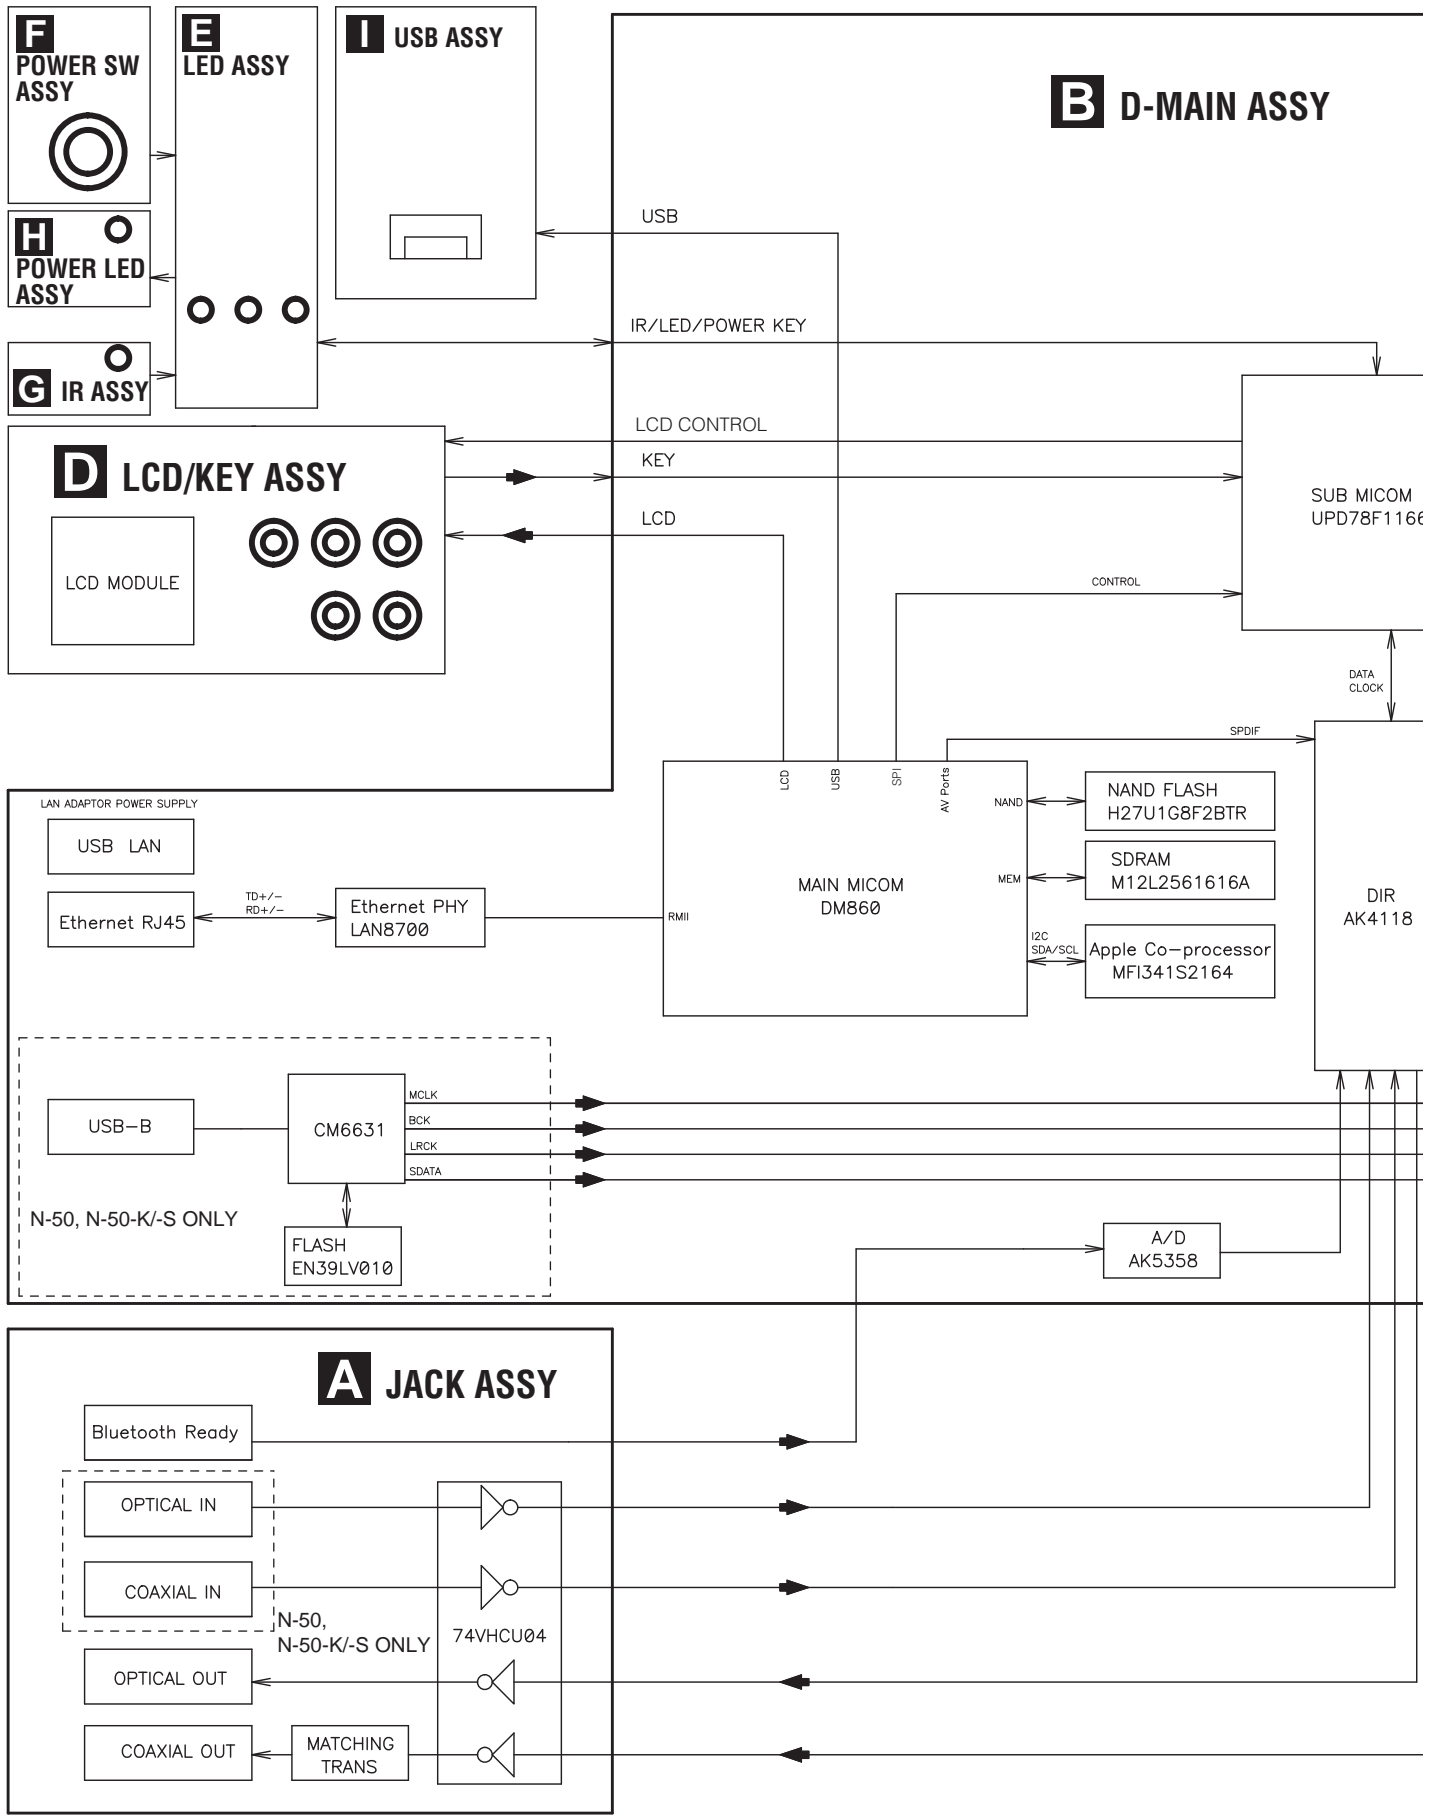 F
POWER SW
ASSY
E
LED ASSY
I USB ASSY
B D-MAIN ASSY
H
POWER LED
ASSY
G IR ASSY
USB
IR/LED/POWER KEY
LCD CONTROL
KEY
LCD
D LCD/KEY ASSY
LCD MODULE
SUB MICOM
UPD78F1166
CONTROL
DATA
CLOCK
SPDIF
LCD
USB
SPI
AV Ports
NAND
MEM
I2C
SDA/SCL
RMII
MAIN MICOM
DM860
NAND FLASH
H27U1G8F2BTR
SDRAM
M12L2561616A
Apple Co-processor
MFI341S2164
DIR
AK4118
LAN ADAPTOR POWER SUPPLY
USB LAN
Ethernet RJ45
TD+/-
RD+/-
Ethernet PHY
LAN8700
USB-B
CM6631
MCLK
BCK
LRCK
SDATA
N-50, N-50-K/-S ONLY
FLASH
EN39LV010
A/D
AK5358
A JACK ASSY
Bluetooth Ready
OPTICAL IN
COAXIAL IN
N-50,
N-50-K/-S ONLY
74VHCU04
OPTICAL OUT
COAXIAL OUT
MATCHING
TRANS